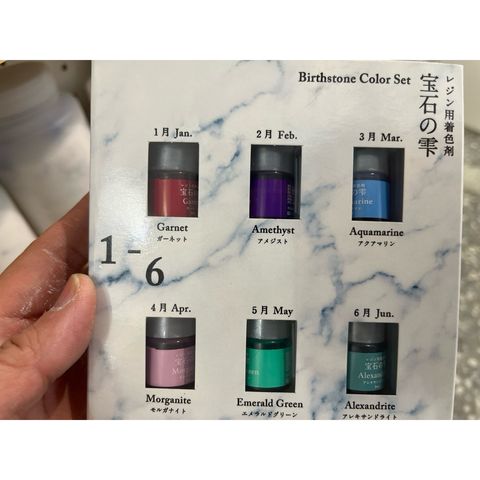 Birthstone Color Set
レジン用着色剤
宝石の雫
1月 Jan.
2月 Feb.
3月 Mar.
Garnet
ガーネット
Amethyst
アメジスト
Aquamarine
アクアマリン
1-6
4月 Apr.
5月 May
6月 Jun.
宝石の
Alexand
Morganite
モルガナイト
Emerald Green
エメラルドグリーン
Alexandrite
アレキサンドライト